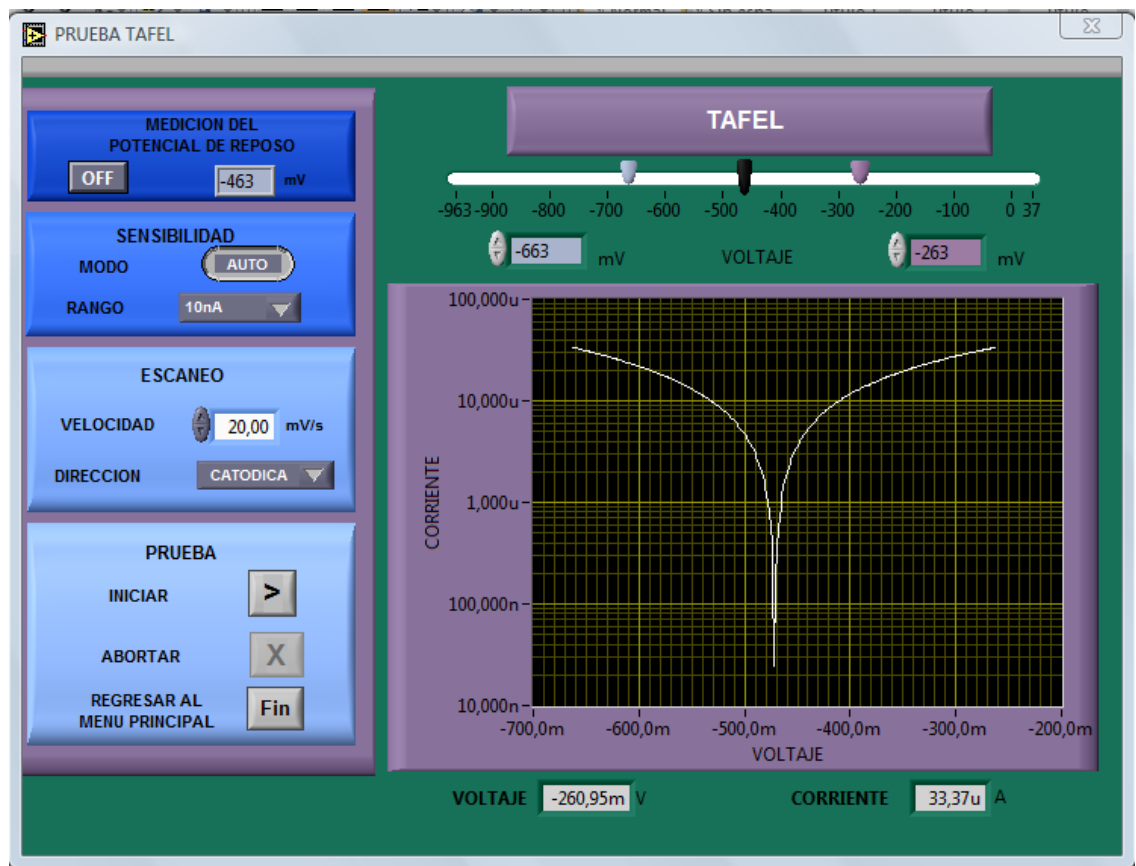 PRUEBA TAFEL
MEDICION DEL
POTENCIAL DE REPOSO
OFF -463 mV
SENSIBILIDAD
MODO AUTO
RANGO 10nA
ESCANEO
VELOCIDAD 20,00 mV/s
DIRECCION CATODICA
PRUEBA
INICIAR >
ABORTAR X
REGRESAR AL
MENU PRINCIPAL Fin
TAFEL
-963 -900 -800 -700 -600 -500 -400 -300 -200 -100 0 37
-663 mV VOLTAJE -263 mV
100,000u
10,000u
1,000u
100,000n
10,000n
CORRIENTE
-700,0m -600,0m -500,0m -400,0m -300,0m -200,0m
VOLTAJE
VOLTAJE -260,95m V CORRIENTE 33,37u A